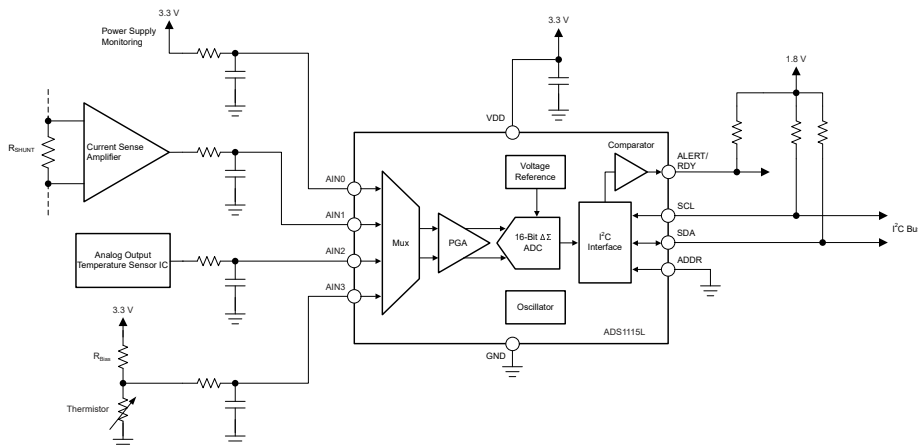 3.3 V
Power Supply
Monitoring
3.3 V
1.8 V
VDD
R_SHUNT
Current Sense
Amplifier
Comparator
ALERT/
RDY
Voltage
Reference
AIN0
AIN1
SCL
I²C Bu
Mux
PGA
16-Bit ΔΣ
ADC
I²C
Interface
SDA
AIN2
ADDR
Analog Output
Temperature Sensor IC
AIN3
Oscillator
3.3 V
ADS1115L
GND
R_Bias
Thermistor